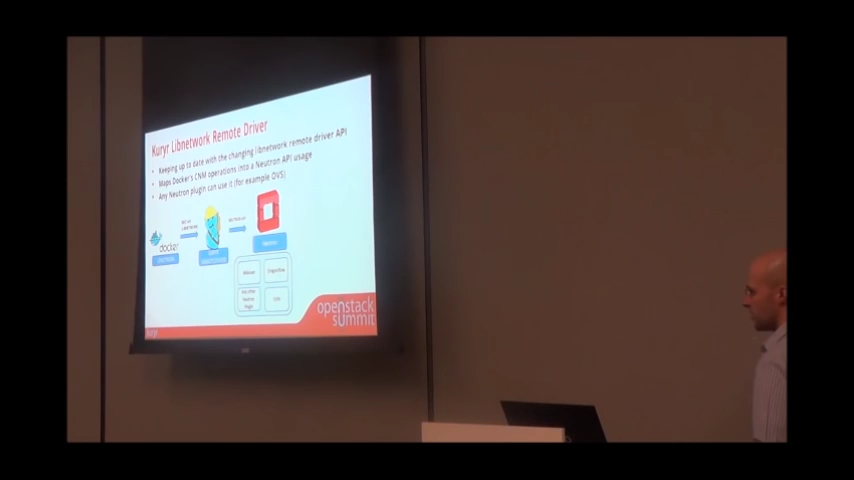 Kuryr Libnetwork Remote Driver
• Keeping up to date with the changing libnetwork remote driver API
• Maps Docker's CNM operations into a Neutron API usage
• Any Neutron plugin can use it (for example OVS)
docker
openstack
summit